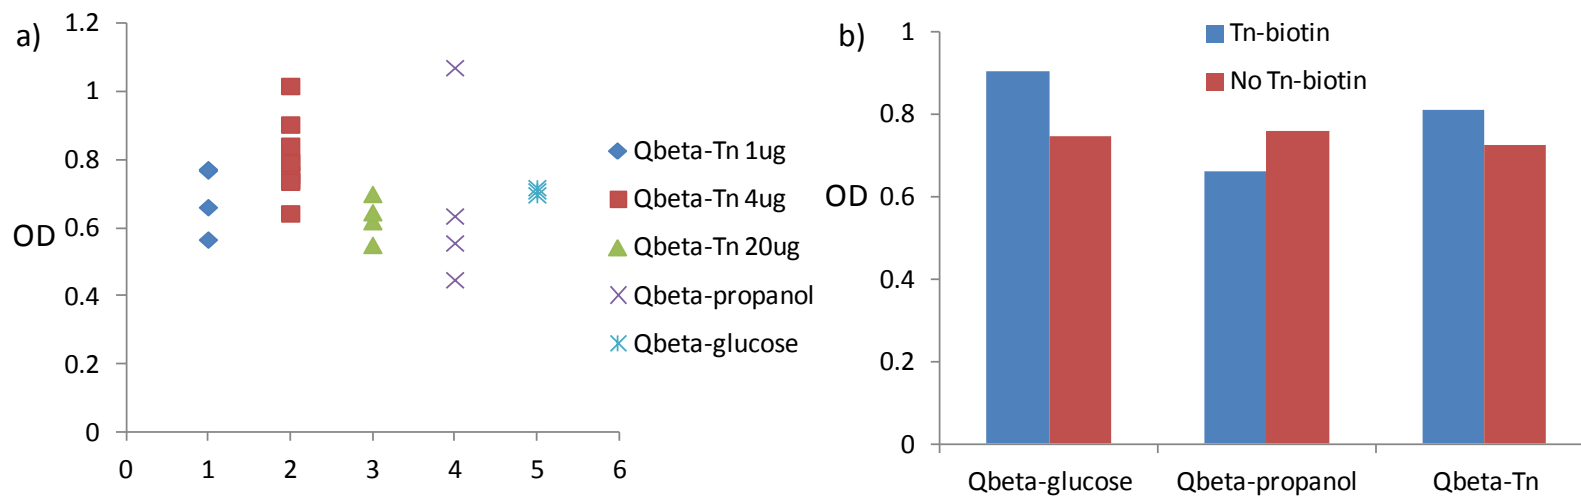 a)
1.2
1
0.8
0.6
0.4
0.2
0
OD
0 1 2 3 4 5 6
Qbeta-Tn 1ug
Qbeta-Tn 4ug
Qbeta-Tn 20ug
Qbeta-propanol
Qbeta-glucose
b)
1
0.8
0.6
0.4
0.2
0
OD
Tn-biotin
No Tn-biotin
Qbeta-glucose Qbeta-propanol Qbeta-Tn